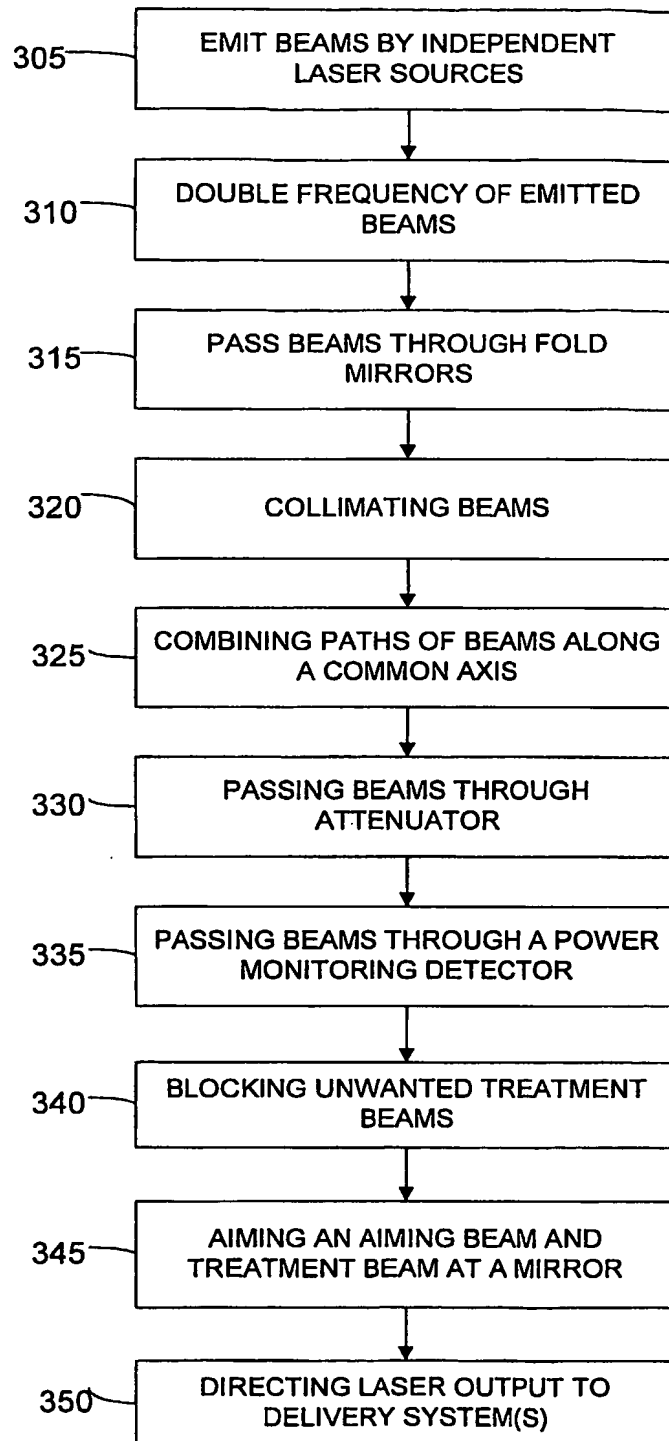 305
EMIT BEAMS BY INDEPENDENT
LASER SOURCES
310
DOUBLE FREQUENCY OF EMITTED
BEAMS
315
PASS BEAMS THROUGH FOLD
MIRRORS
320
COLLIMATING BEAMS
325
COMBINING PATHS OF BEAMS ALONG
A COMMON AXIS
330
PASSING BEAMS THROUGH
ATTENUATOR
335
PASSING BEAMS THROUGH A POWER
MONITORING DETECTOR
340
BLOCKING UNWANTED TREATMENT
BEAMS
345
AIMING AN AIMING BEAM AND
TREATMENT BEAM AT A MIRROR
350
DIRECTING LASER OUTPUT TO
DELIVERY SYSTEM(S)